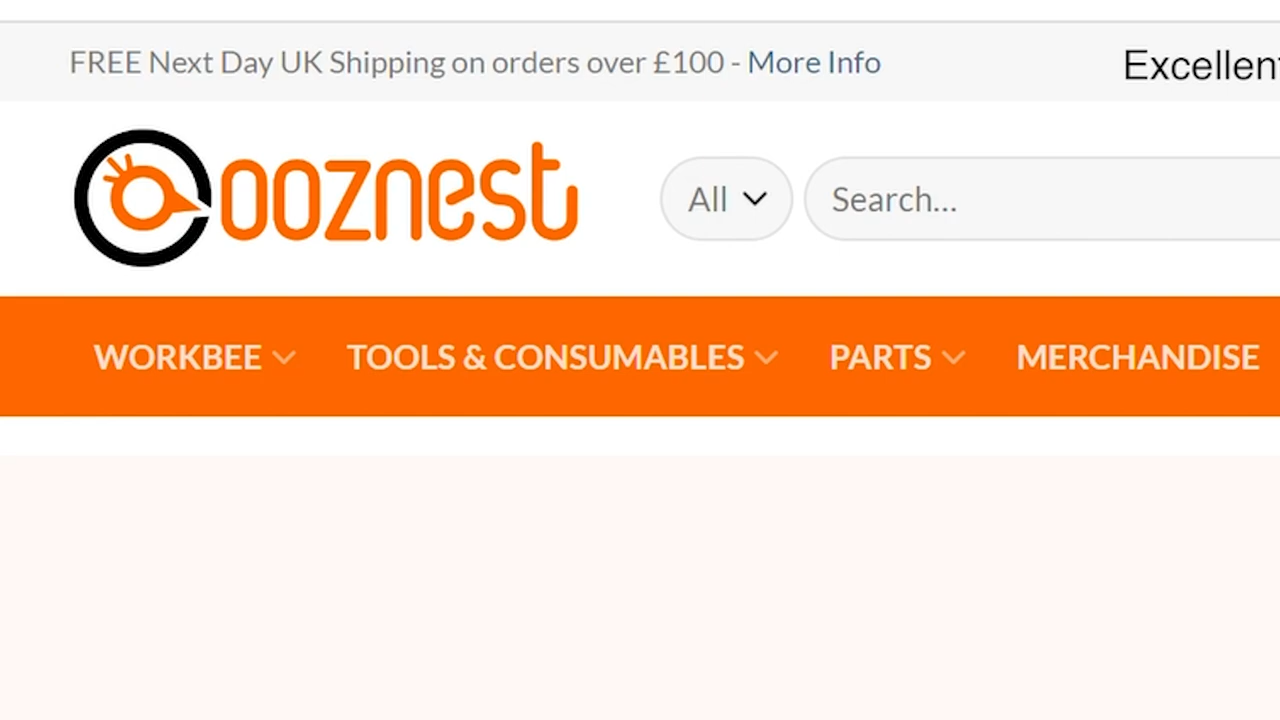 FREE Next Day UK Shipping on orders over £100 - More Info
Excellent
ooznest
All
Search...
WORKBEE TOOLS & CONSUMABLES PARTS MERCHANDISE